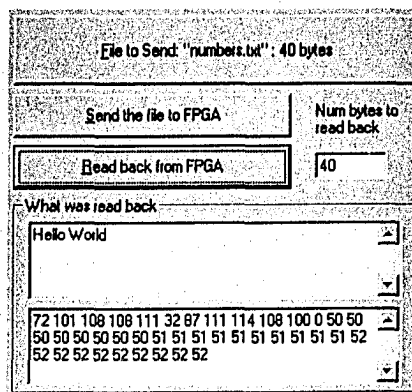 File to Send: "numbers.txt" : 40 bytes
Send the file to FPGA
Num bytes to
read back
Read back from FPGA
40
What was read back
Hello World
72 101 108 108 111 32 87 111 114 108 100 0 50 50
50 50 50 50 50 50 51 51 51 51 51 51 51 51 51 51 52
52 52 52 52 52 52 52 52